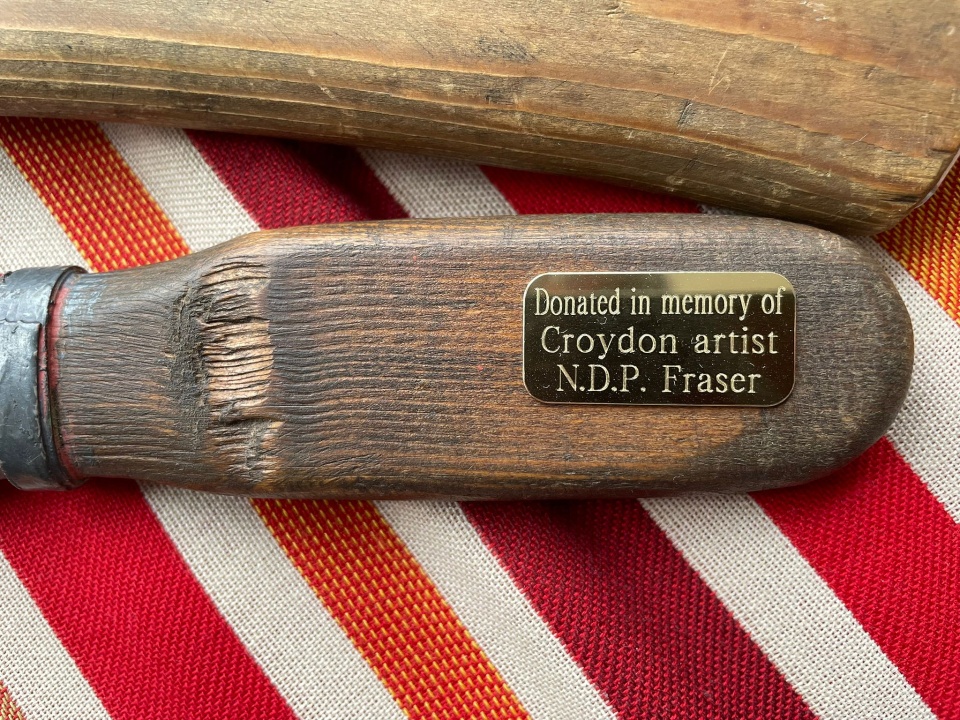 Donated in memory of
Croydon artist
N.D.P. Fraser